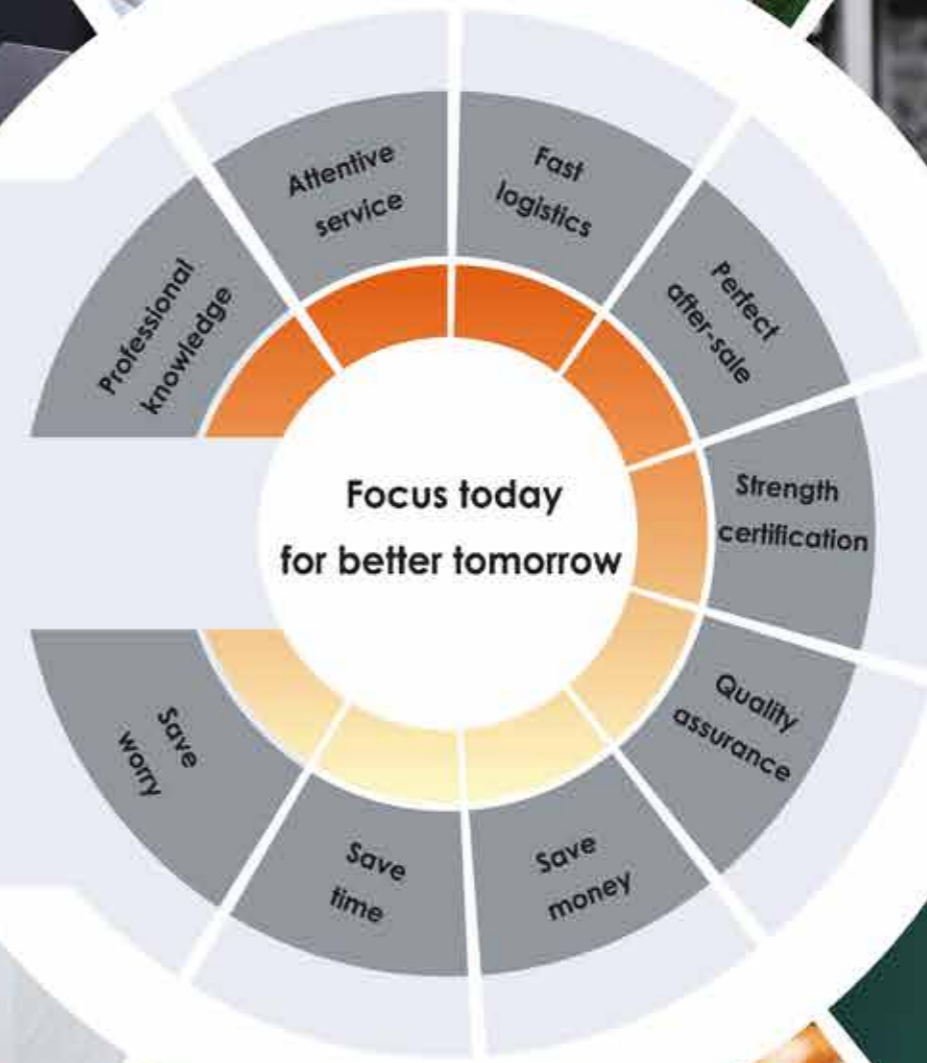 Professional
knowledge
Attentive
service
Fast
logistics
Perfect
after-sale
Strength
certification
Quality
assurance
Save
money
Save
time
Save
worry
Focus today
for better tomorrow